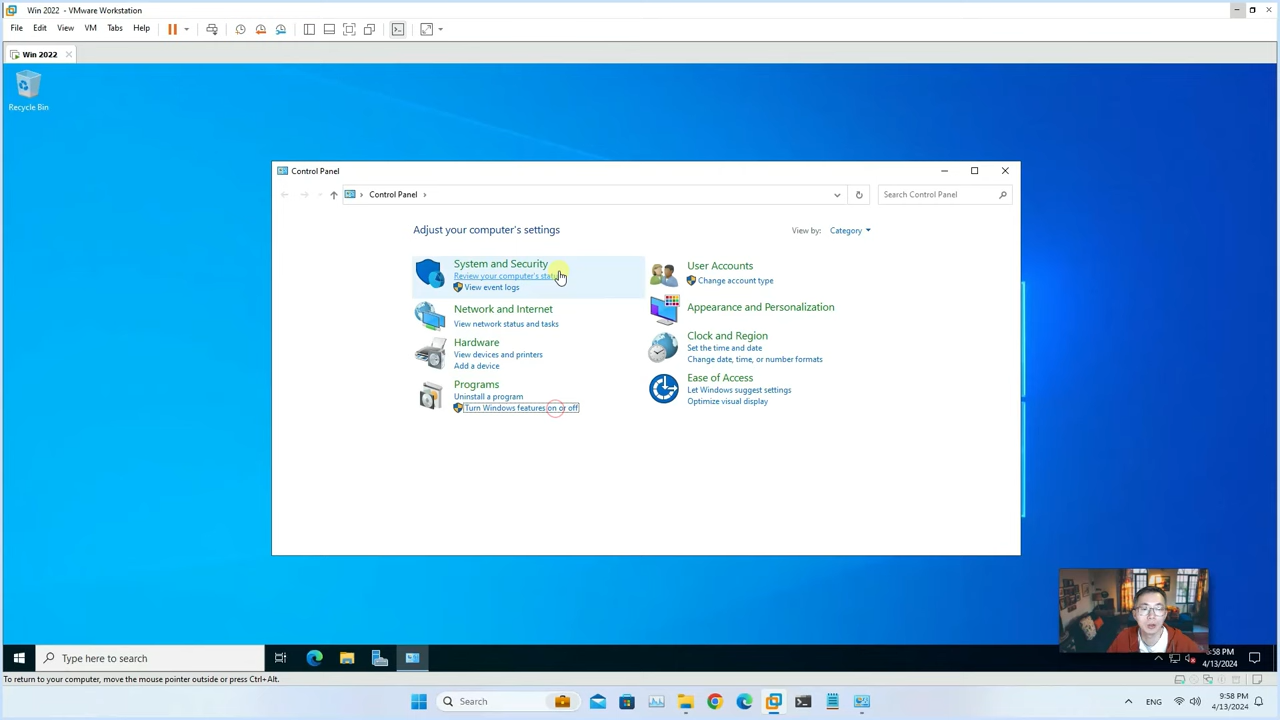 Win 2022 - VMware Workstation
File Edit View VM Tabs Help
Win 2022
Recycle Bin
Control Panel
Control Panel
Search Control Panel
Adjust your computer's settings
View by: Category
System and Security
Review your computer's status
View event logs
Network and Internet
View network status and tasks
Hardware
View devices and printers
Add a device
Programs
Uninstall a program
Turn Windows features on or off
User Accounts
Change account type
Appearance and Personalization
Clock and Region
Set the time and date
Change date, time, or number formats
Ease of Access
Let Windows suggest settings
Optimize visual display
Type here to search
:58 PM
4/13/2024
To return to your computer, move the mouse pointer outside or press Ctrl+Alt.
Search
ENG
9:58 PM
4/13/2024